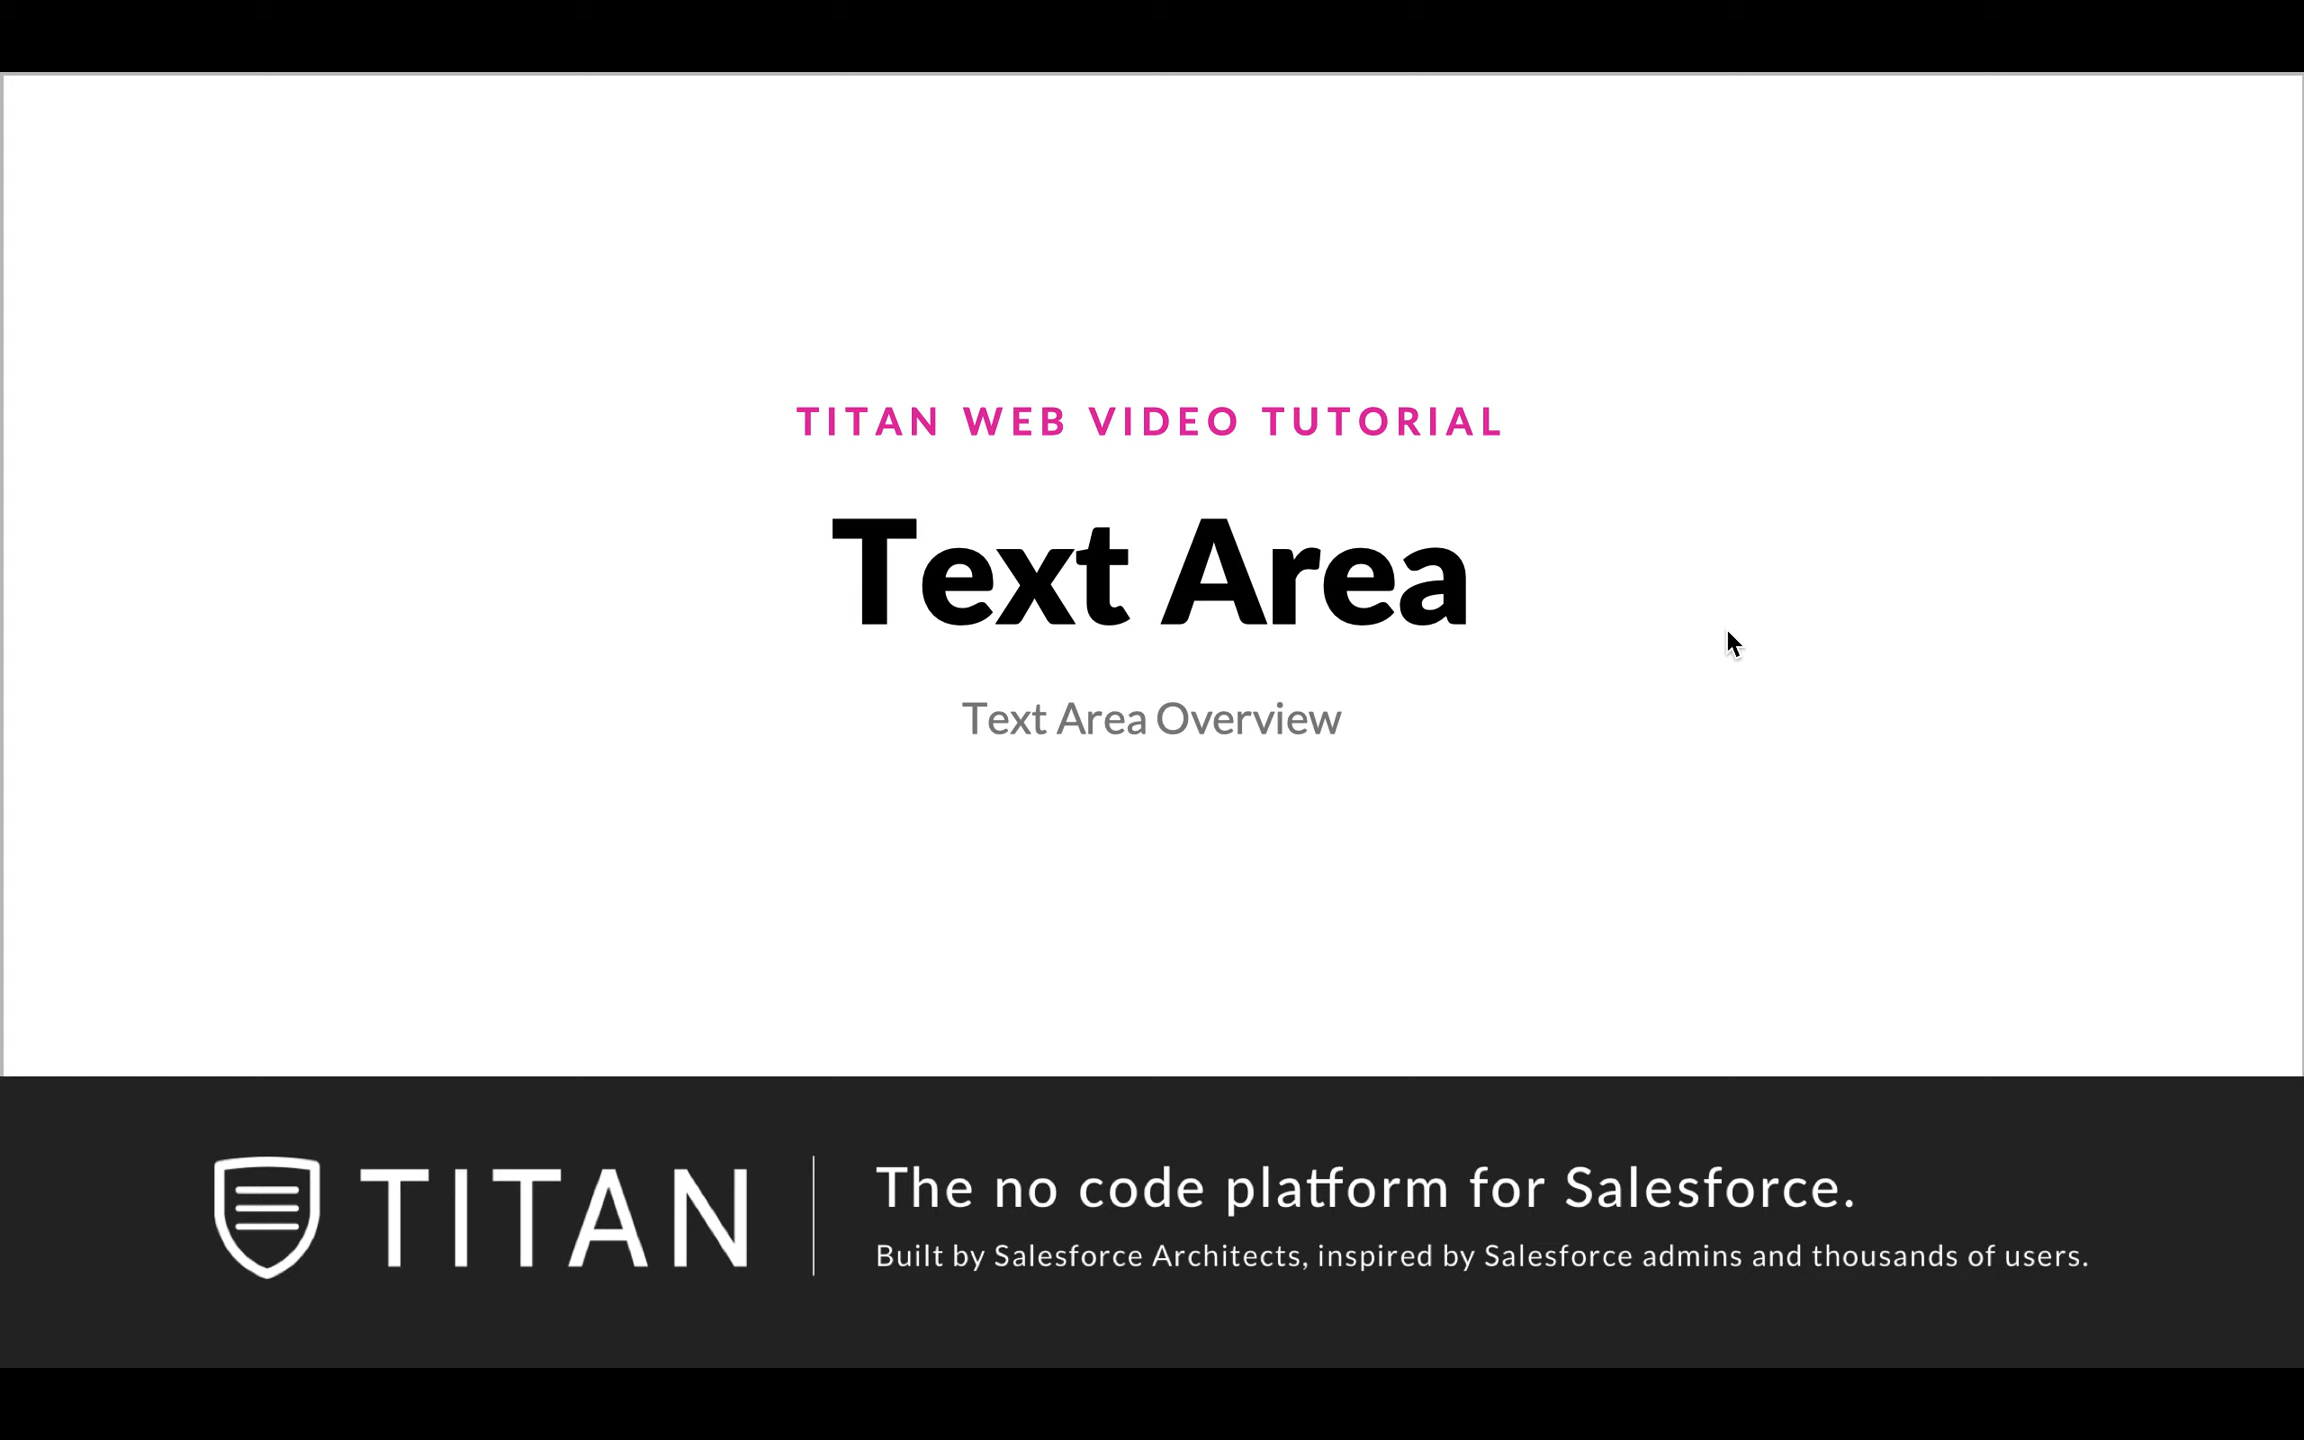 TITAN WEB VIDEO TUTORIAL
Text Area
Text Area Overview
TITAN
The no code platform for Salesforce.
Built by Salesforce Architects, inspired by Salesforce admins and thousands of users.